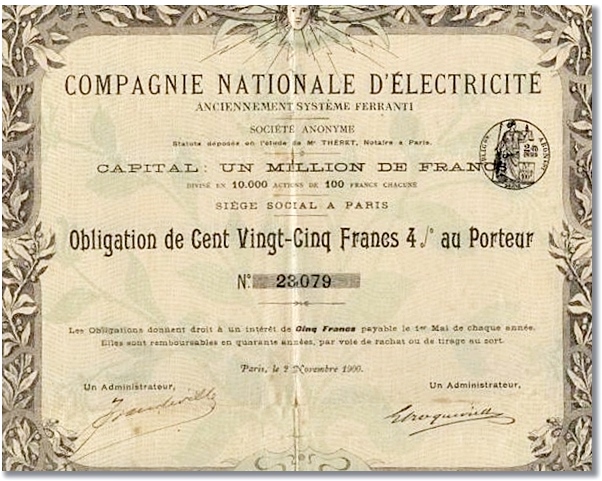 COMPAGNIE NATIONALE D'ÉLECTRICITÉ
ANCIENNEMENT SYSTÈME FERRANTI
SOCIÉTÉ ANONYME
Statuts déposés en l'étude de Me THÉRET, Notaire à Paris.
CAPITAL: UN MILLION DE FRANCS
DIVISÉ EN 10.000 ACTIONS DE 100 FRANCS CHACUNE
SIÈGE SOCIAL A PARIS
Obligation de Cent Vingt-Cinq Francs 4 % au Porteur
No. 23,079
Les Obligations donnent droit à un intérêt de Cinq Francs payable le 1er Mai de chaque année.
Elles sont remboursables en quarante années, par voie de rachat ou de tirage au sort.
Paris, le 2 Novembre 1900.
Un Administrateur, Un Administrateur,